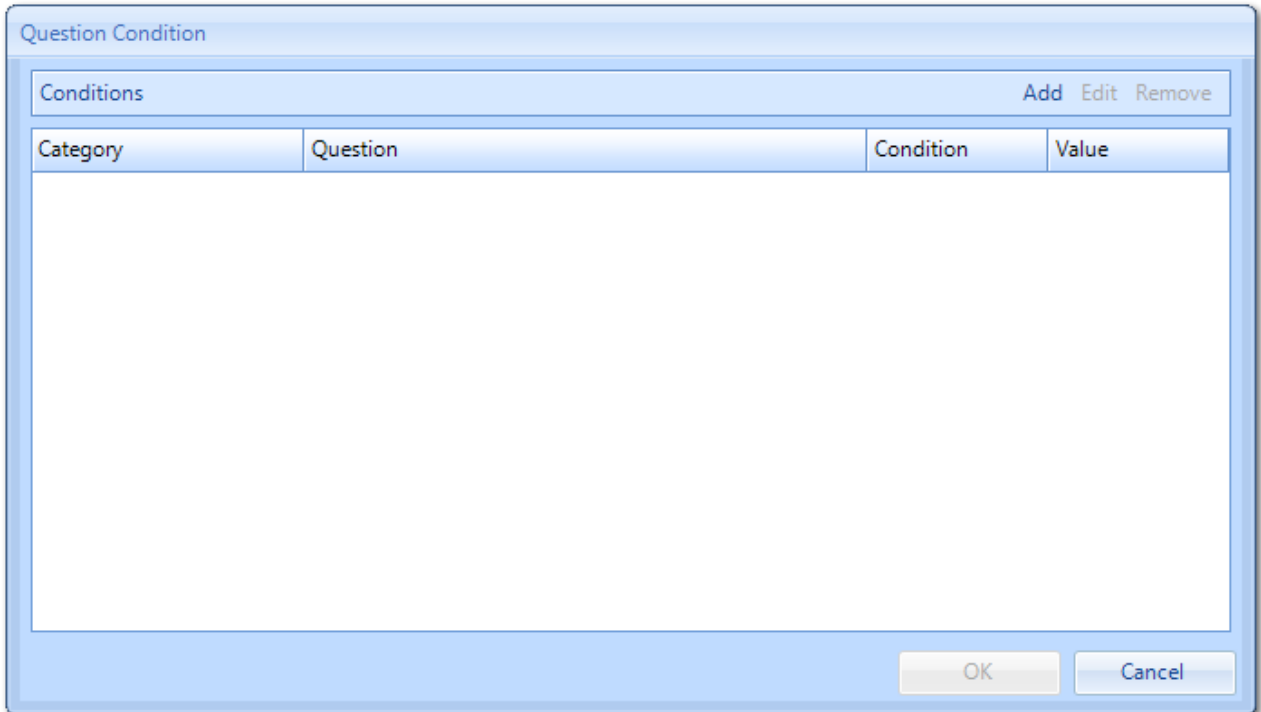 Question Condition
Conditions Add Edit Remove
Category Question Condition Value
OK Cancel